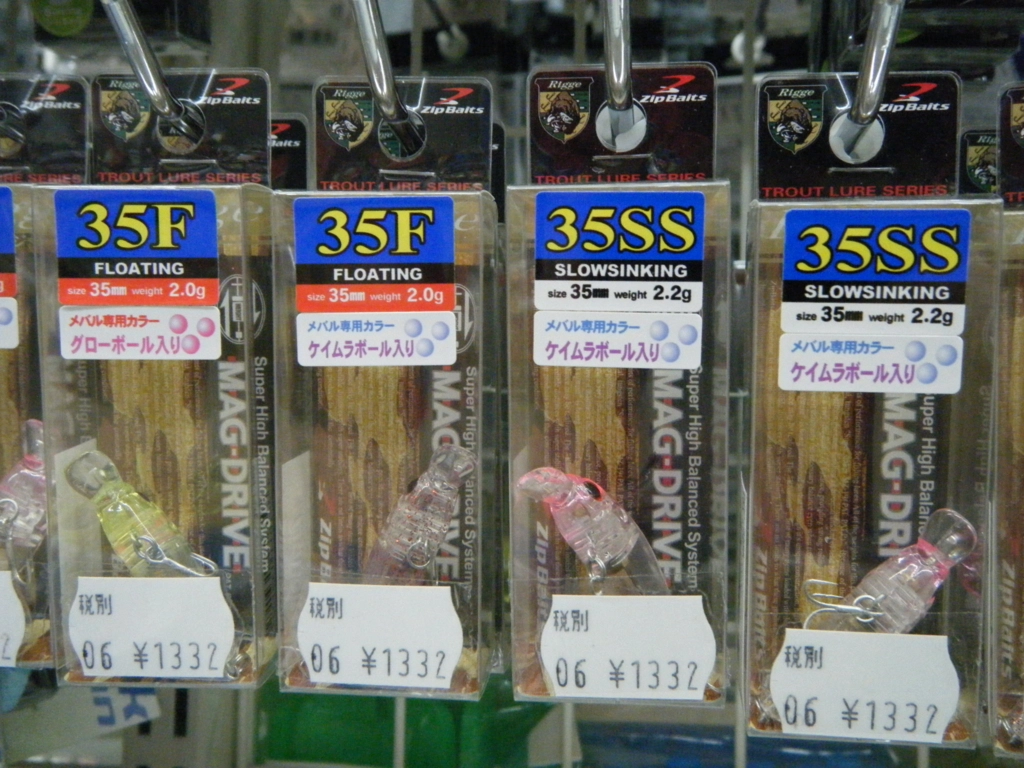 Rigge
ZipBaits
TROUT LURE SERIES
35F
FLOATING
size 35mm weight 2.0g
メバル専用カラー
グローボール入り
MAG-DRIVE
Super High Balanced System
税別
06 ¥1332
Rigge
ZipBaits
TROUT LURE SERIES
35F
FLOATING
size 35mm weight 2.0g
メバル専用カラー
ケイムラボール入り
MAG-DRIVE
Super High Balanced System
ZipBaits
税別
06 ¥1332
Rigge
ZipBaits
TROUT LURE SERIES
35SS
SLOWSINKING
size 35mm weight 2.2g
メバル専用カラー
ケイムラボール入り
MAG-DRIVE
Super High Balanced System
ZipBaits
税別
06 ¥1332
Rigge
ZipBaits
TROUT LURE SERIES
35SS
SLOWSINKING
size 35mm weight 2.2g
メバル専用カラー
ケイムラボール入り
MAG-DRI
Super High Balan
ZipBaits
税別
06 ¥1332